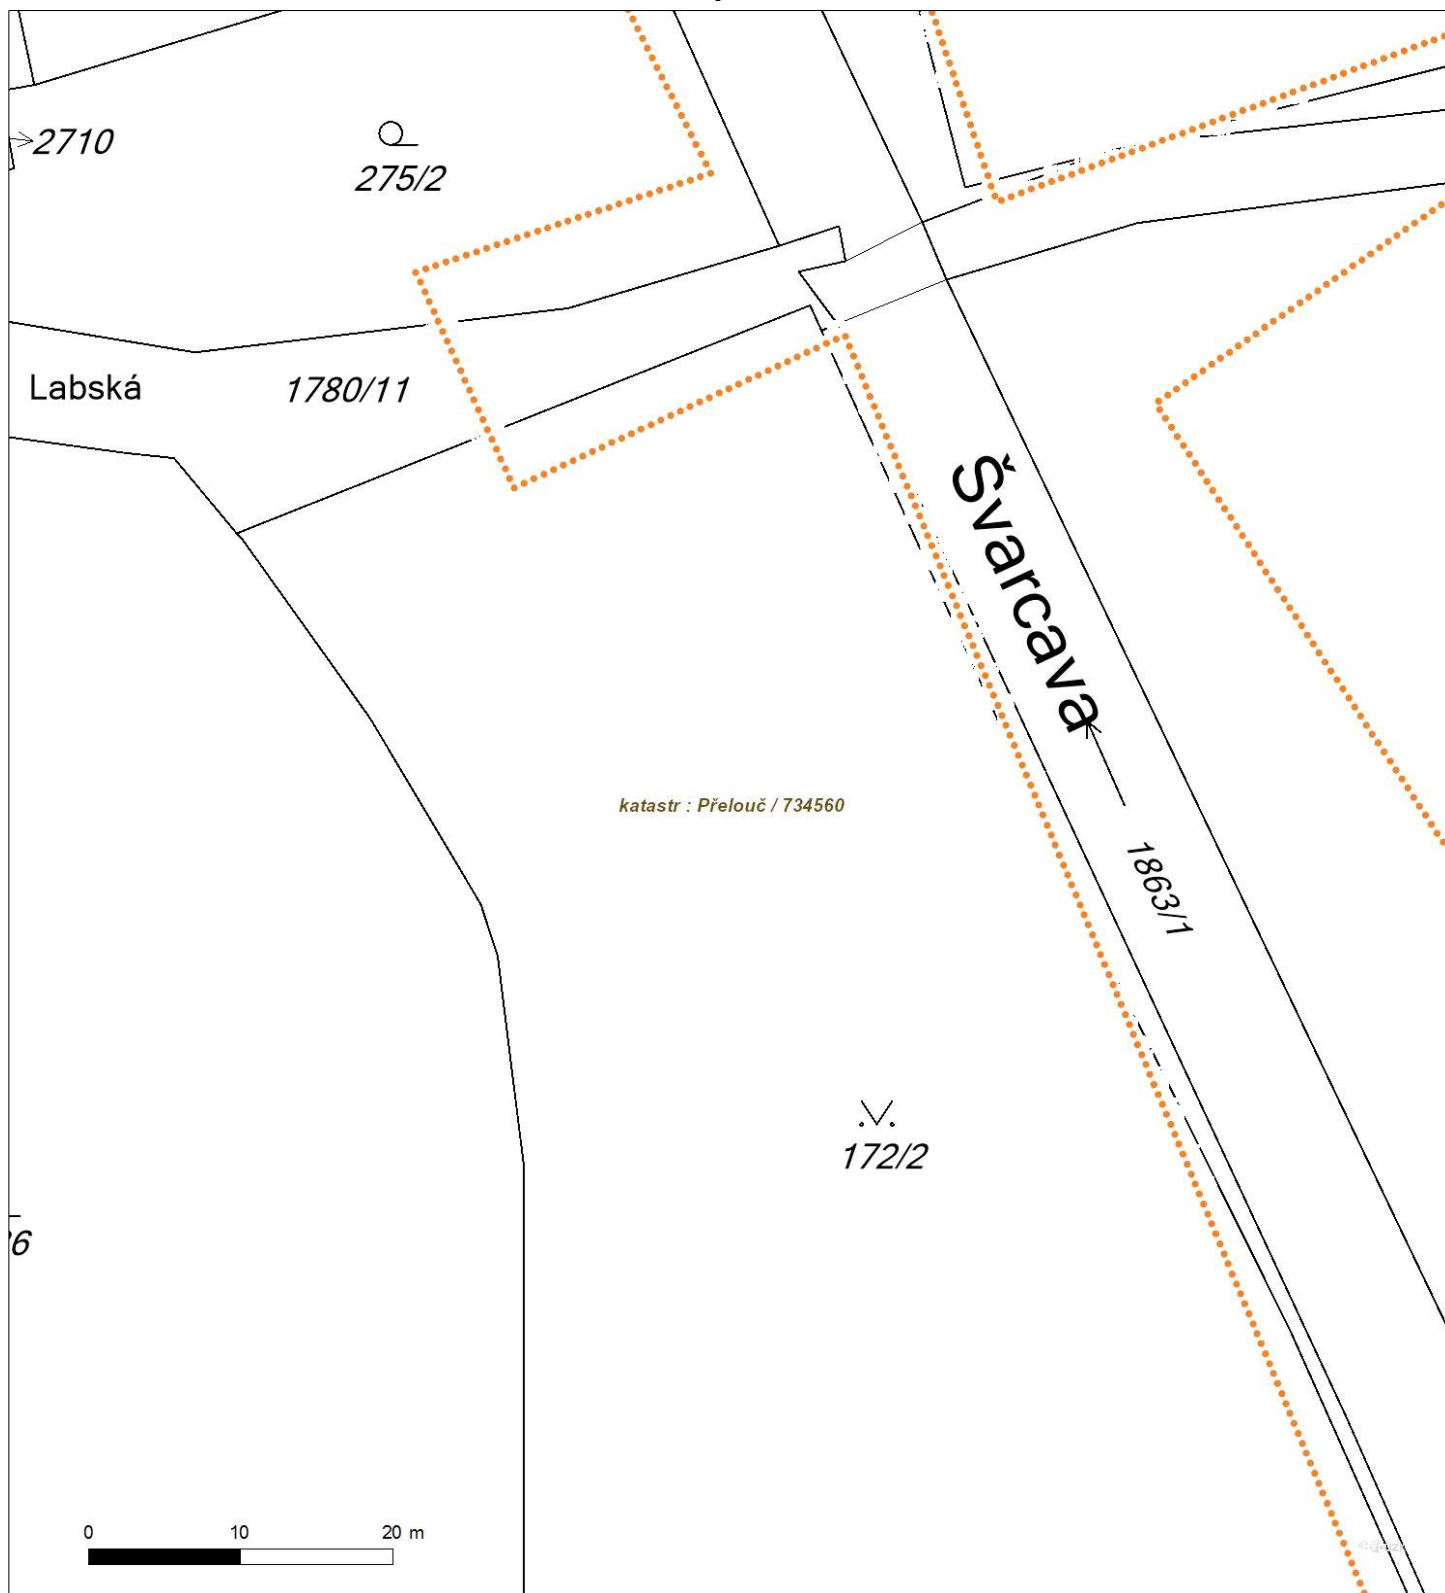 2710
275/2
Labská
1780/11
Švarcava
katastr : Přelouč / 734560
1863/1
172/2
6
0 10 20 m